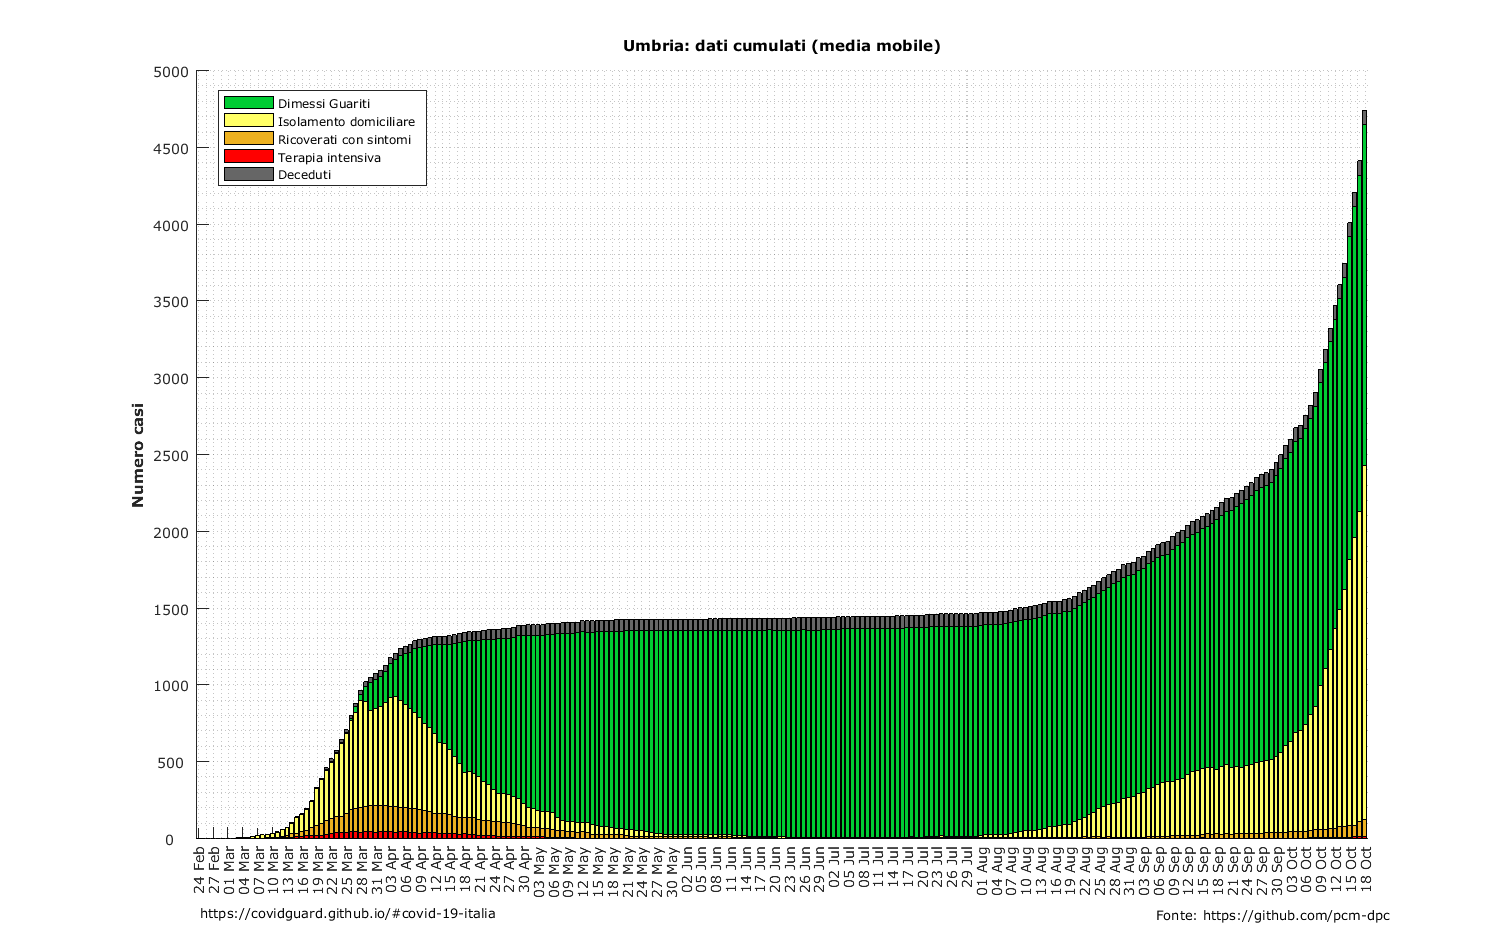 Umbria: dati cumulati (media mobile)
5000
4500
4000
3500
3000
2500
2000
1500
1000
500
0
Numero casi
Dimessi Guariti
Isolamento domiciliare
Ricoverati con sintomi
Terapia intensiva
Deceduti
24 Feb
27 Feb
01 Mar
04 Mar
07 Mar
10 Mar
13 Mar
16 Mar
19 Mar
22 Mar
25 Mar
28 Mar
31 Mar
03 Apr
06 Apr
09 Apr
12 Apr
15 Apr
18 Apr
21 Apr
24 Apr
27 Apr
30 Apr
03 May
06 May
09 May
12 May
15 May
18 May
21 May
24 May
27 May
30 May
02 Jun
05 Jun
08 Jun
11 Jun
14 Jun
17 Jun
20 Jun
23 Jun
26 Jun
29 Jun
02 Jul
05 Jul
08 Jul
11 Jul
14 Jul
17 Jul
20 Jul
23 Jul
26 Jul
29 Jul
01 Aug
04 Aug
07 Aug
10 Aug
13 Aug
16 Aug
19 Aug
22 Aug
25 Aug
28 Aug
31 Aug
03 Sep
06 Sep
09 Sep
12 Sep
15 Sep
18 Sep
21 Sep
24 Sep
27 Sep
30 Sep
03 Oct
06 Oct
09 Oct
12 Oct
15 Oct
18 Oct
https://covidguard.github.io/#covid-19-italia
Fonte: https://github.com/pcm-dpc